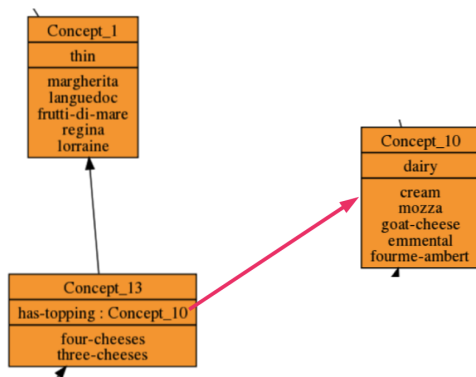 Concept_1
thin
margherita
languedoc
frutti-di-mare
regina
lorraine
Concept_10
dairy
cream
mozza
goat-cheese
emmental
fourme-ambert
Concept_13
has-topping : Concept_10
four-cheeses
three-cheeses